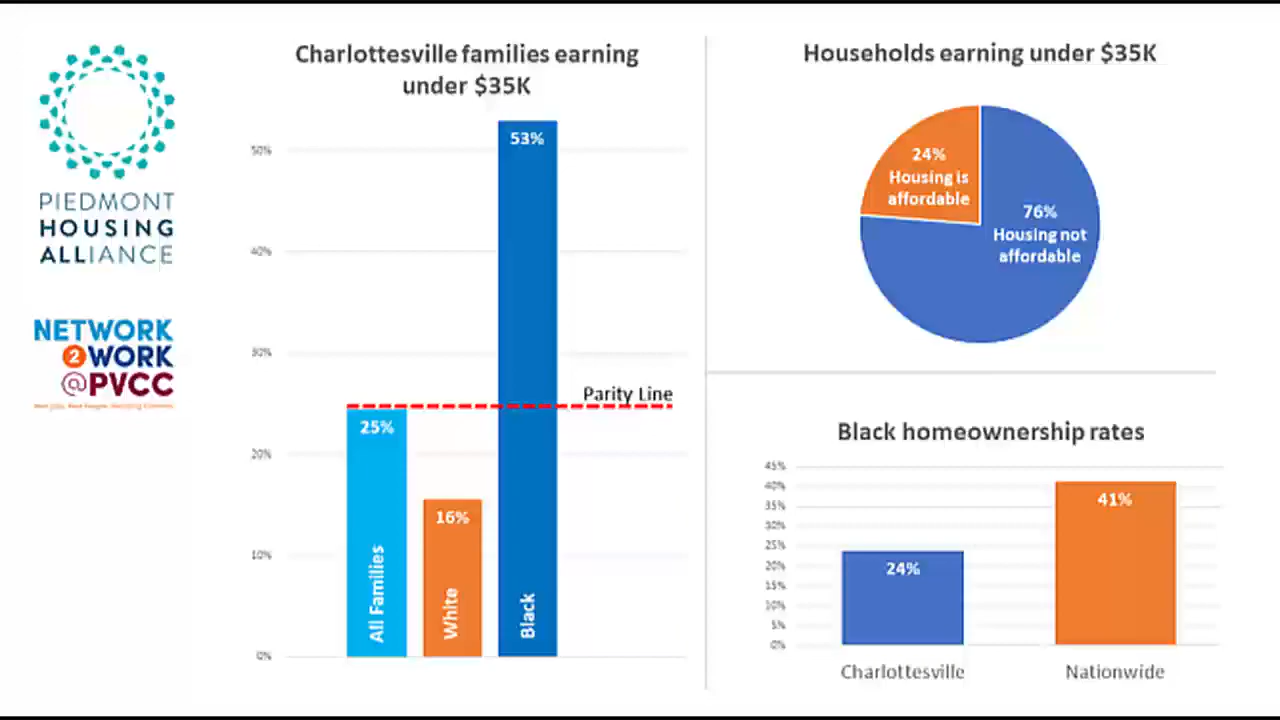 PIEDMONT
HOUSING
ALLIANCE
NETWORK
2 WORK
@PVCC
Charlottesville families earning
under $35K
50%
40%
30%
20%
10%
0%
53%
25%
16%
All Families
White
Black
Parity Line
Households earning under $35K
24%
Housing is
affordable
76%
Housing not
affordable
Black homeownership rates
45%
40%
35%
30%
25%
20%
15%
10%
5%
0%
24%
41%
Charlottesville
Nationwide